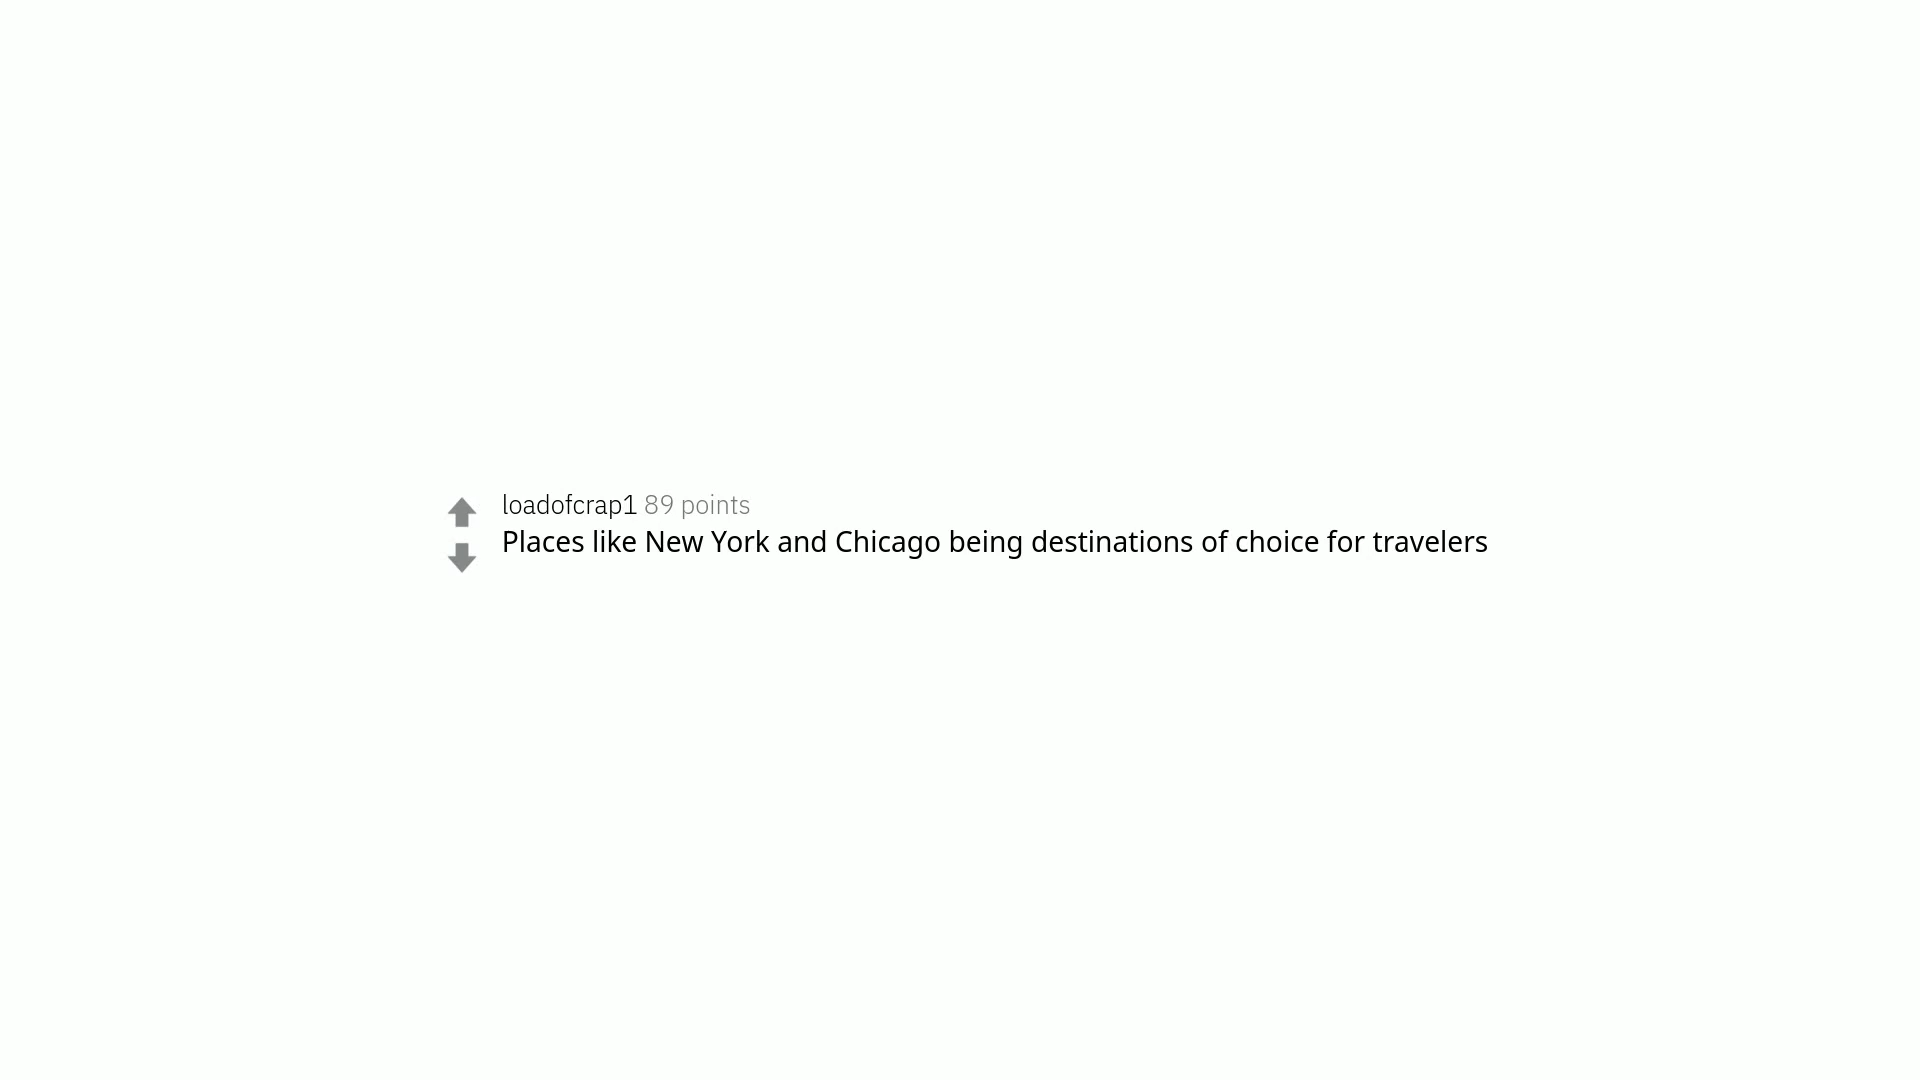 loadofcrap1 89 points
Places like New York and Chicago being destinations of choice for travelers